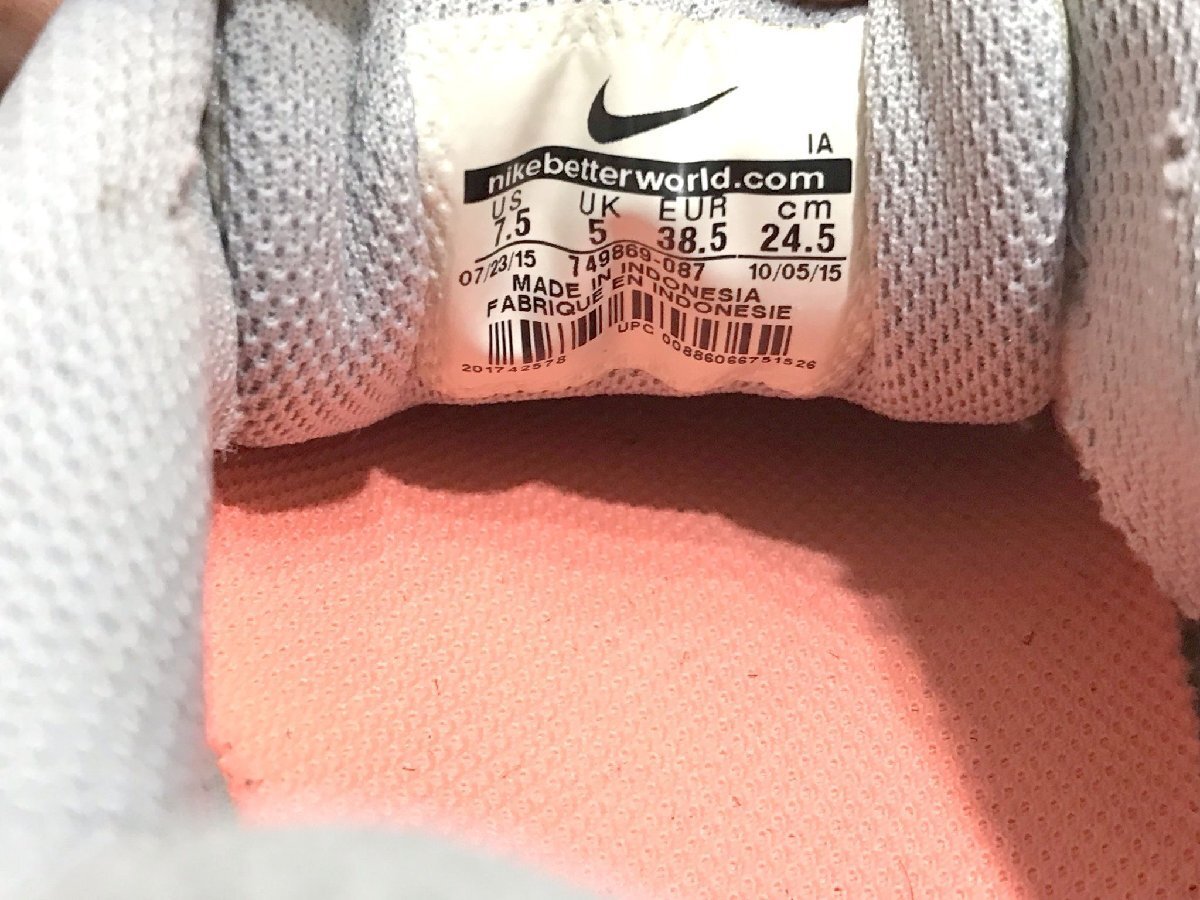 IA
nikebetterworld.com
US UK EUR cm
7.5 5 38.5 24.5
07/23/15 749869-087 10/05/15
MADE IN INDONESIA
FABRIQUE EN INDONESIE
201742578 UPC 00886066751526